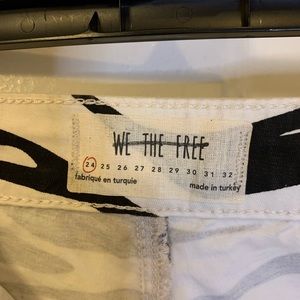 WE THE FREE
24 25 26 27 28 29 30 31 32
fabriqué en turquie
made in turkey